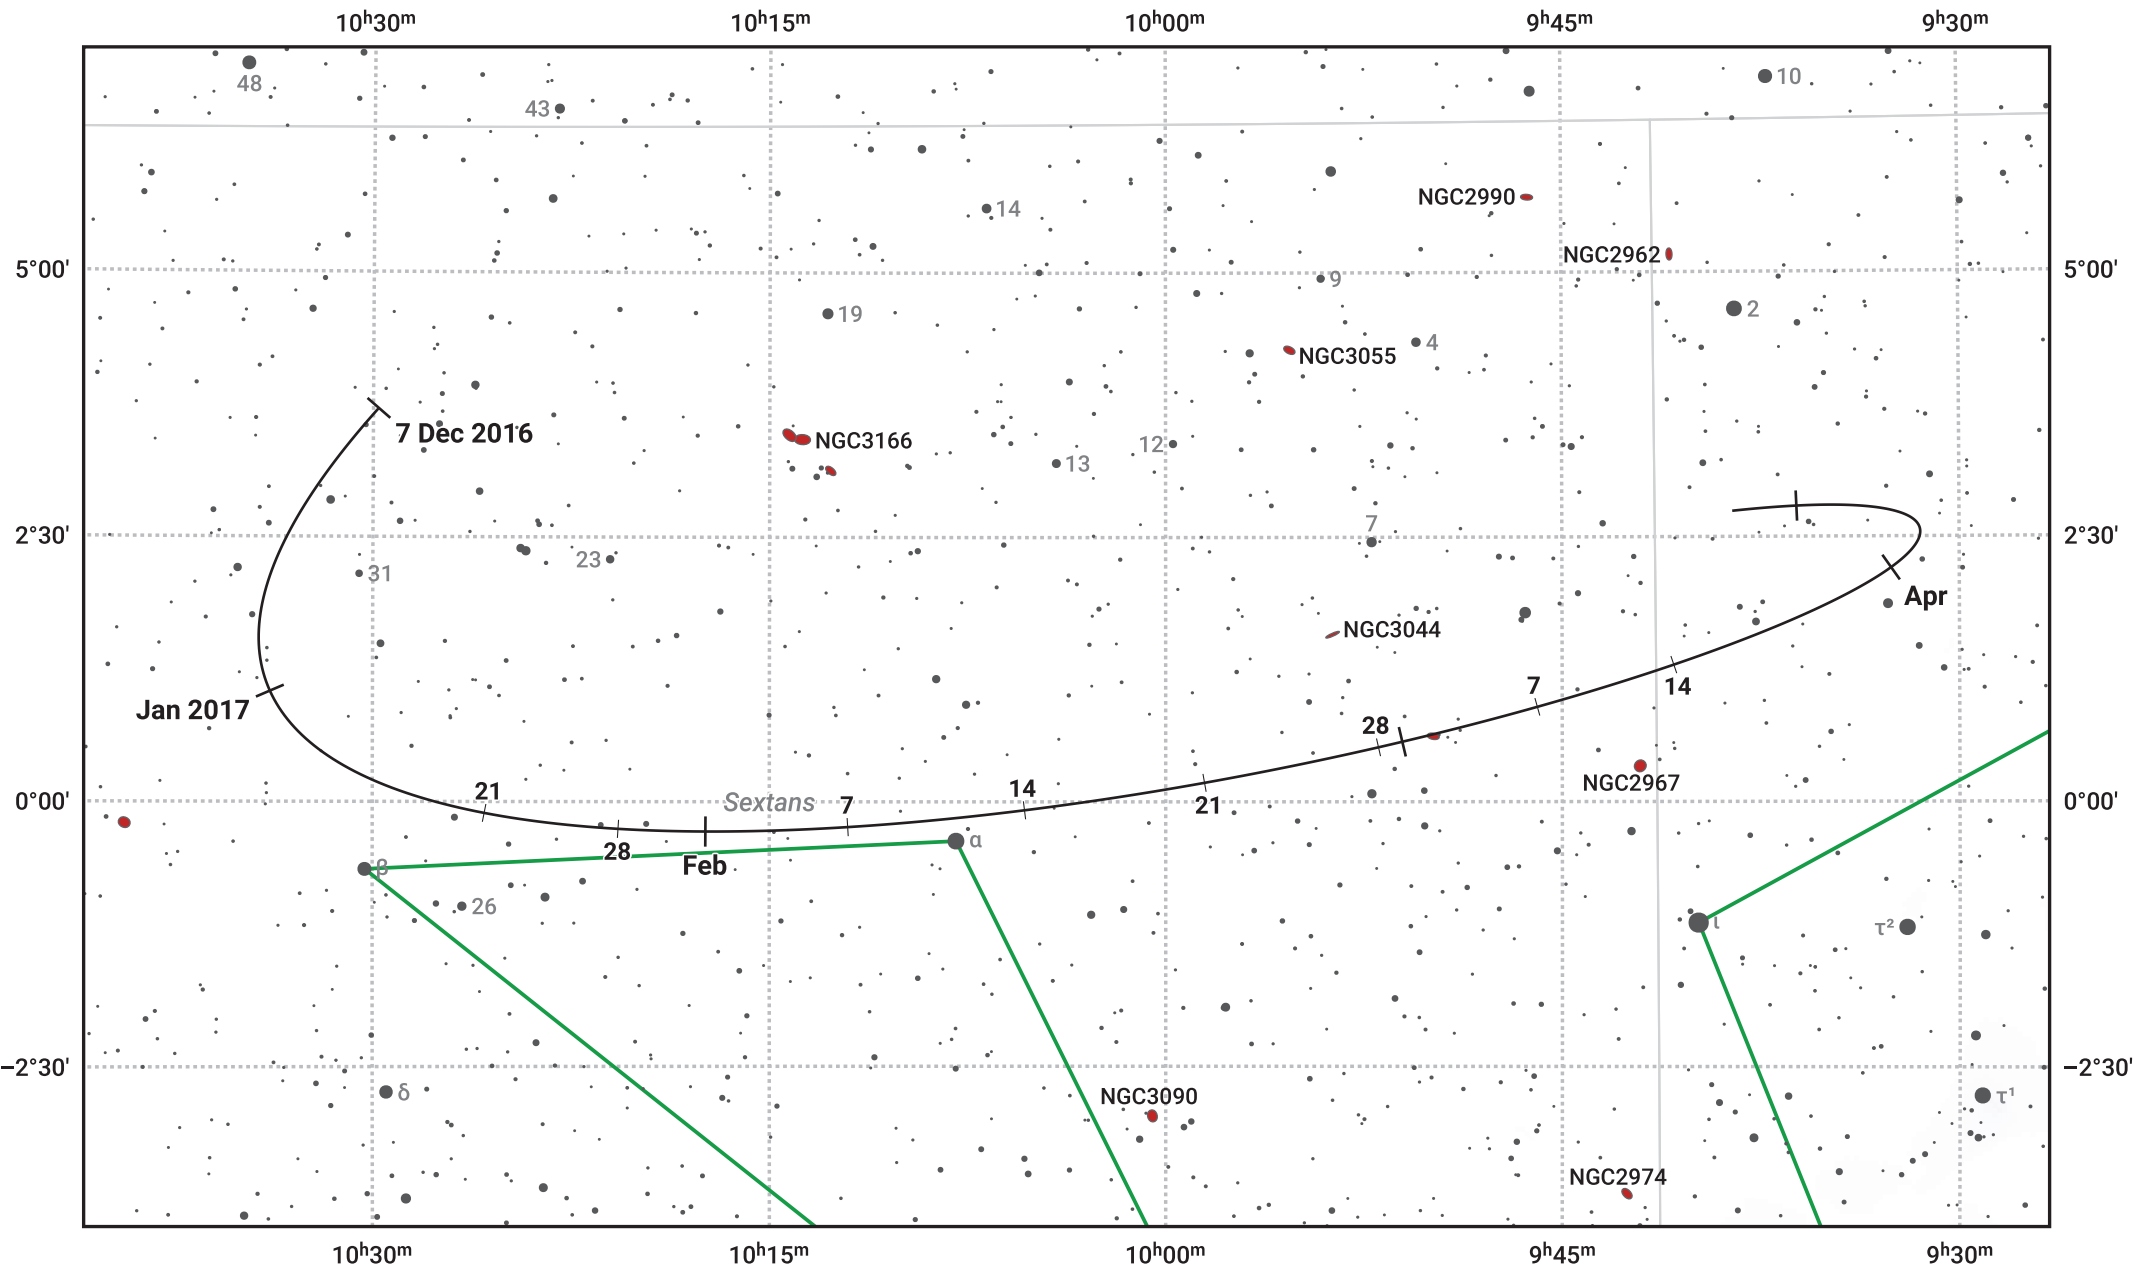 10ʰ30ᵐ 10ʰ15ᵐ 10ʰ00ᵐ 9ʰ45ᵐ 9ʰ30ᵐ
48
10
43
NGC2990
14
NGC2962
5°00' 5°00'
9
2
19
4
NGC3055
7 Dec 2016
NGC3166
12
13
7
2°30' 2°30'
23
31
Apr
NGC3044
7
14
Jan 2017
28
NGC2967
21
14
0°00' Sextans 7 21 0°00'
α
28
Feb
β
26
ι
τ²
−2°30' −2°30'
δ
NGC3090
τ¹
NGC2974
10ʰ30ᵐ 10ʰ15ᵐ 10ʰ00ᵐ 9ʰ45ᵐ 9ʰ30ᵐ